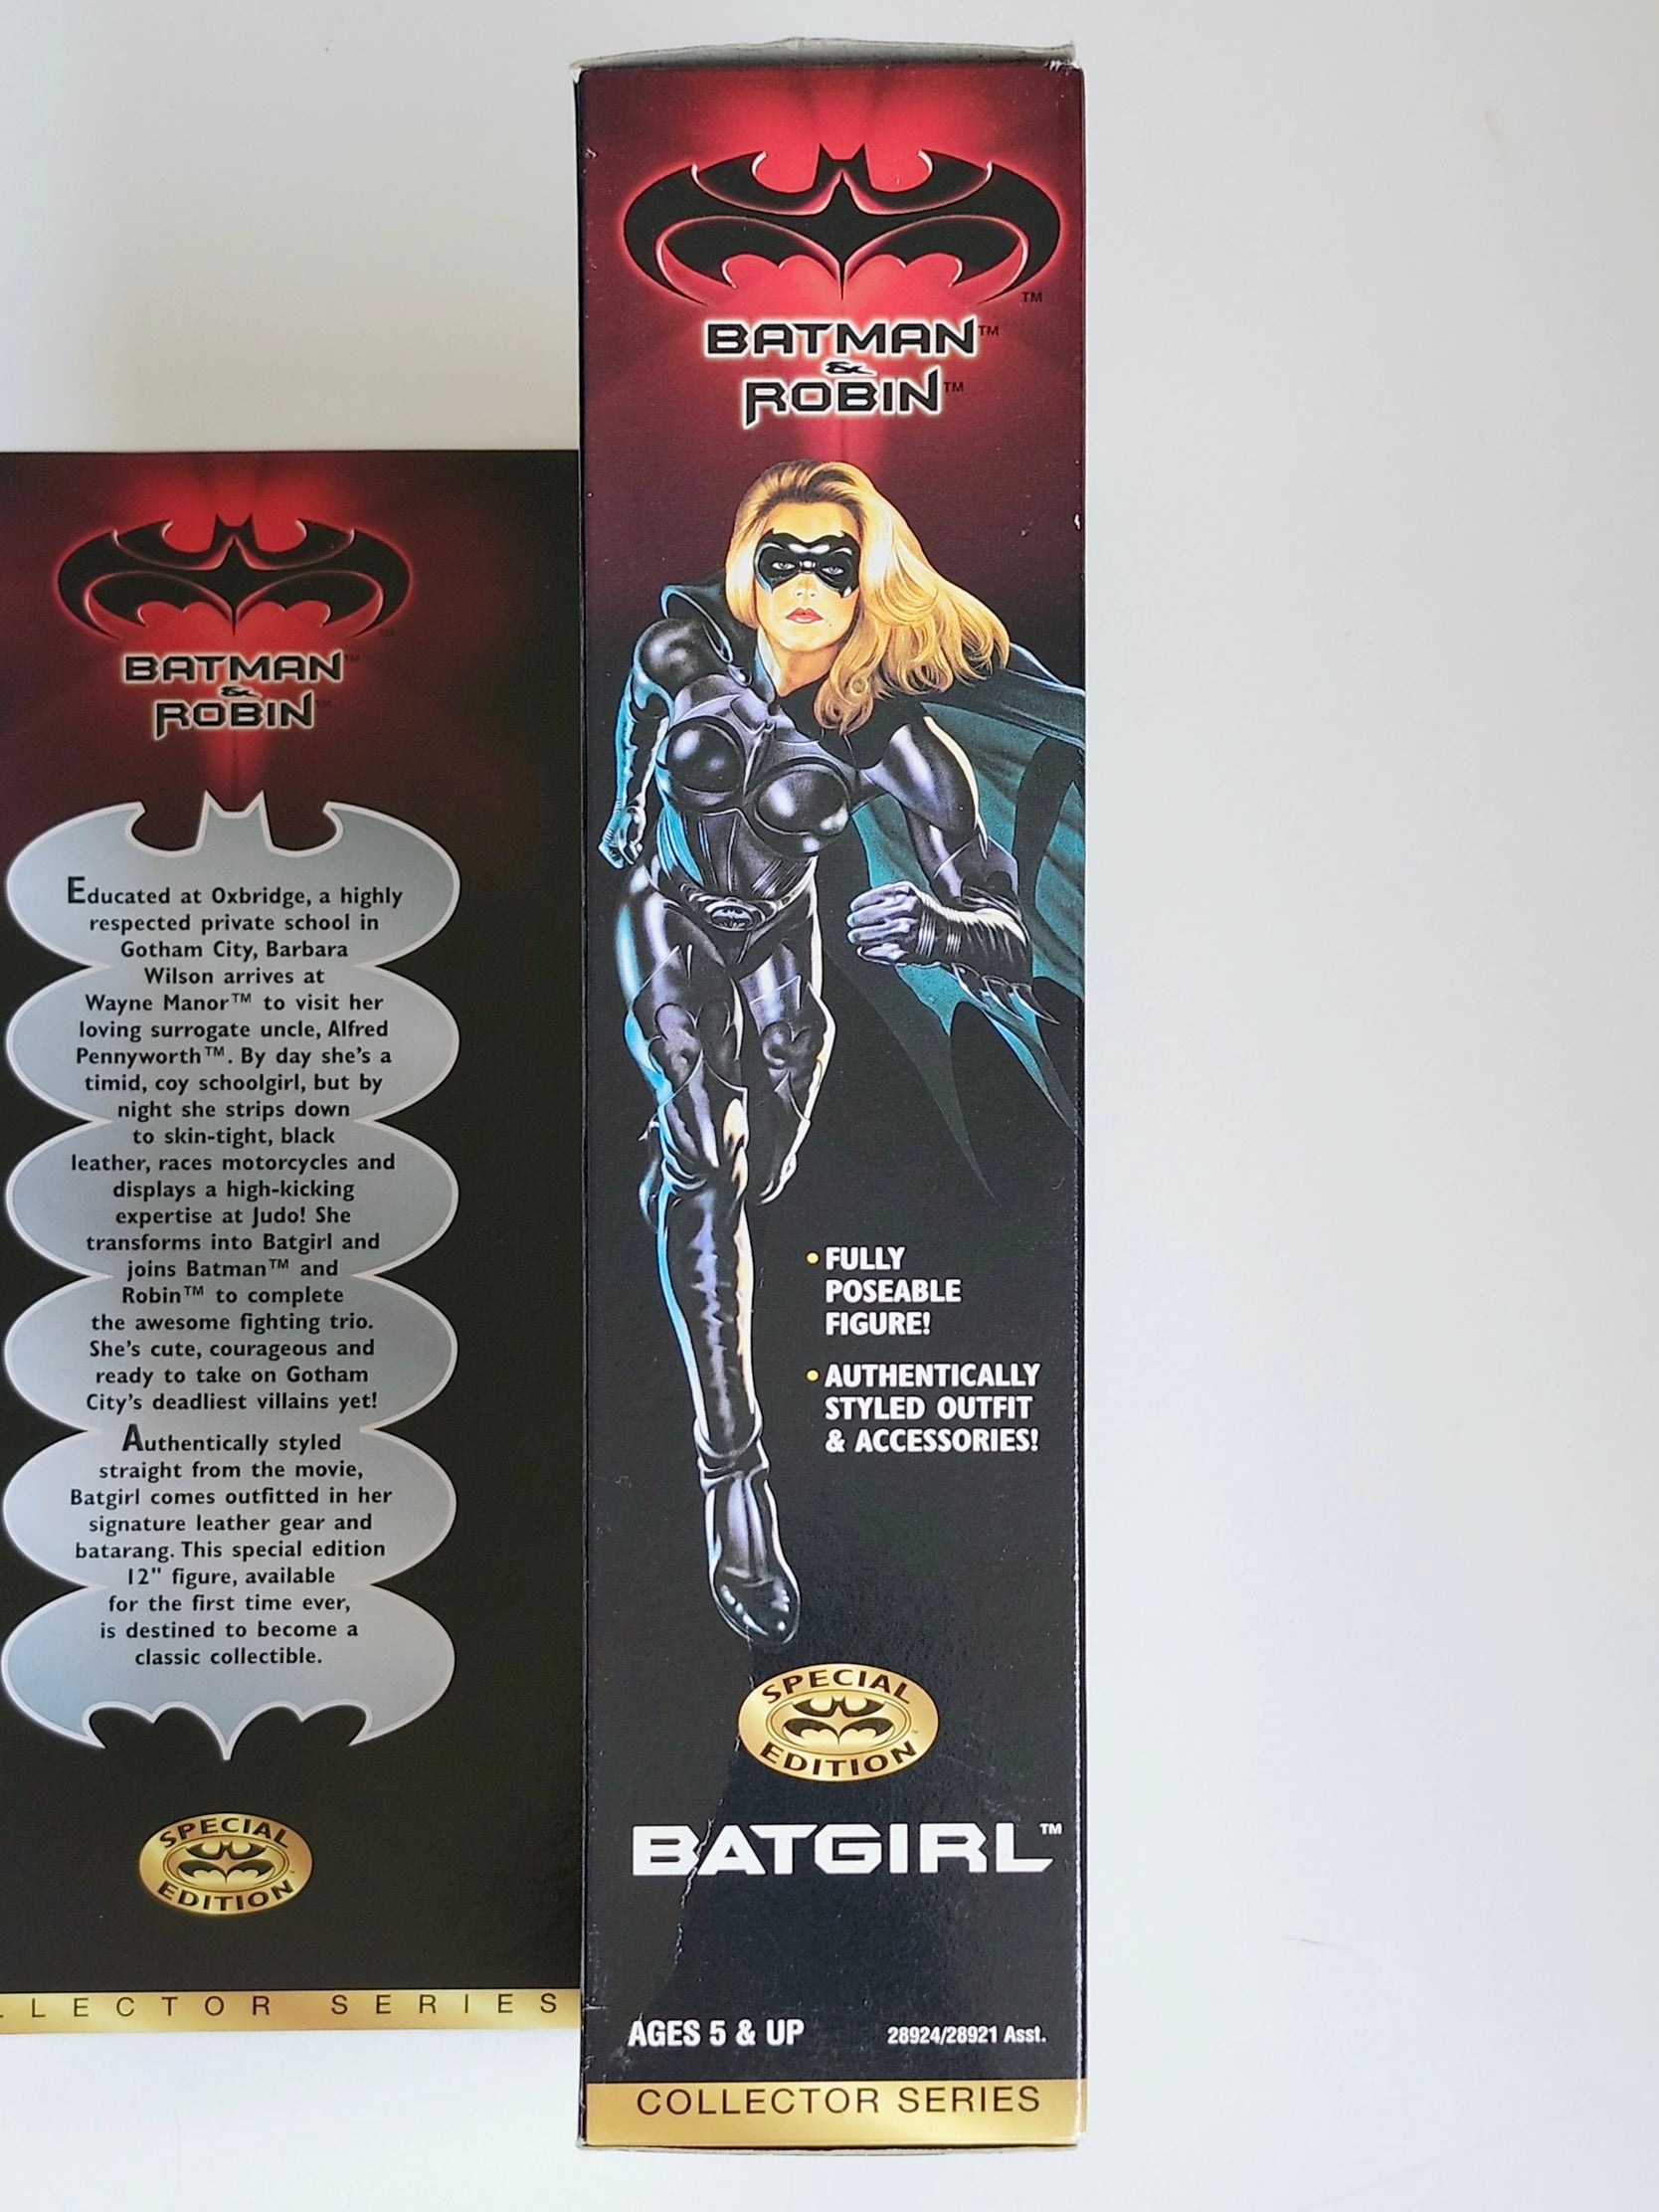 BATMAN™
&
ROBIN™
Educated at Oxbridge, a highly
respected private school in
Gotham City, Barbara
Wilson arrives at
Wayne Manor™ to visit her
loving surrogate uncle, Alfred
Pennyworth™. By day she's a
timid, coy schoolgirl, but by
night she strips down
to skin-tight, black
leather, races motorcycles and
displays a high-kicking
expertise at Judo! She
transforms into Batgirl and
joins Batman™ and
Robin™ to complete
the awesome fighting trio.
She's cute, courageous and
ready to take on Gotham
City's deadliest villains yet!
Authentically styled
straight from the movie,
Batgirl comes outfitted in her
signature leather gear and
batarang. This special edition
12" figure, available
for the first time ever,
is destined to become a
classic collectible.
SPECIAL
EDITION
LLECTOR SERIES
™
BATMAN™
&
ROBIN™
• FULLY
POSEABLE
FIGURE!
• AUTHENTICALLY
STYLED OUTFIT
& ACCESSORIES!
SPECIAL
EDITION
BATGIRL™
AGES 5 & UP 28924/28921 Asst.
COLLECTOR SERIES